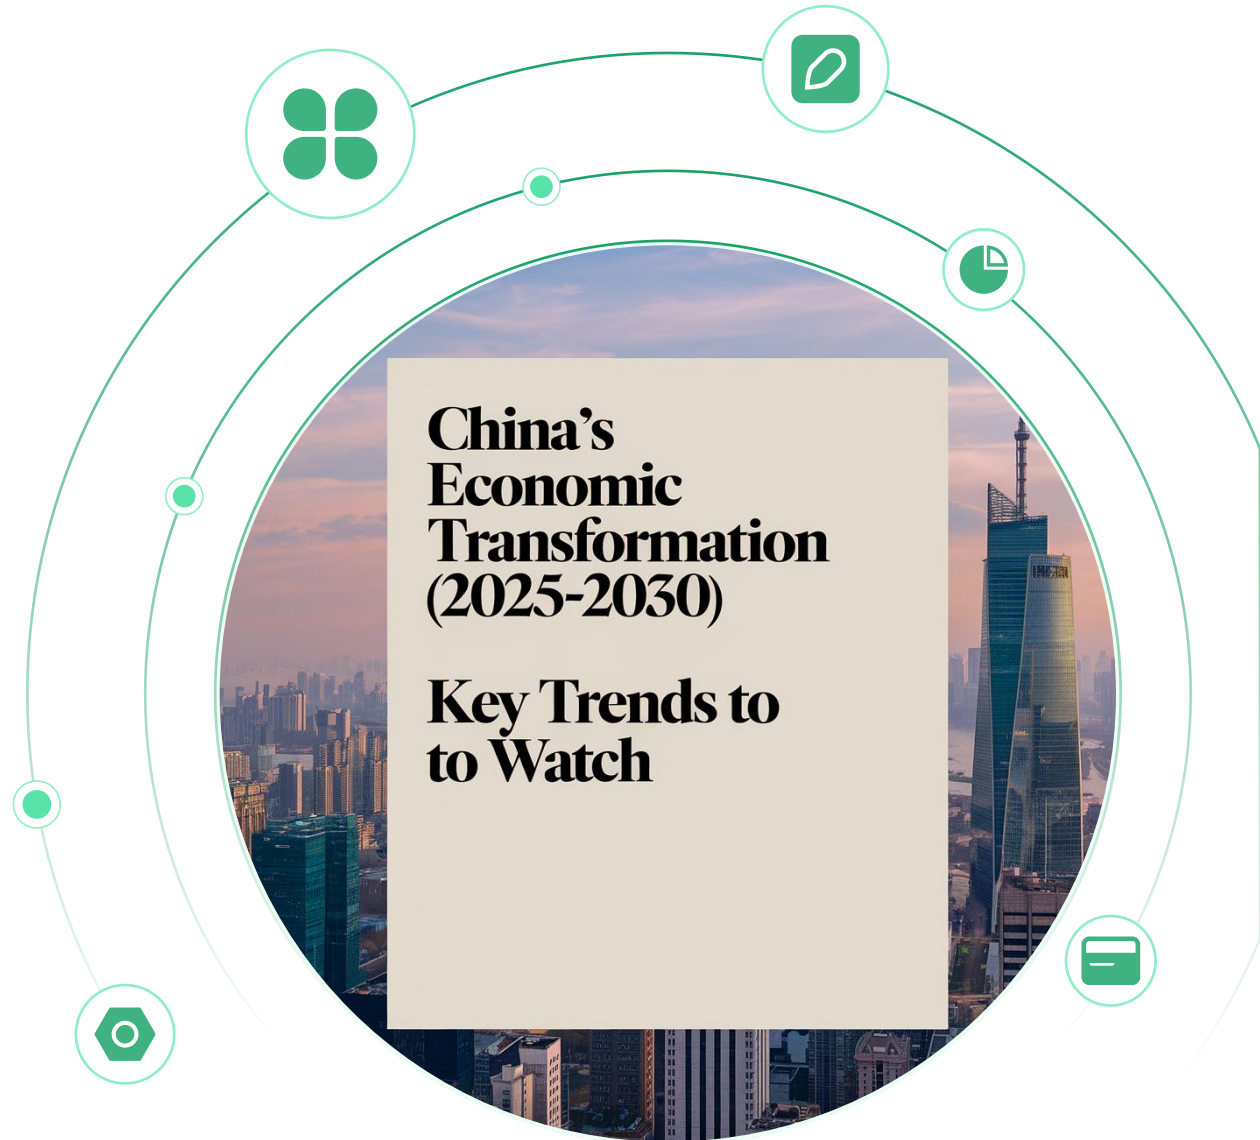 China’s
Economic
Transformation
(2025-2030)
Key Trends to
to Watch